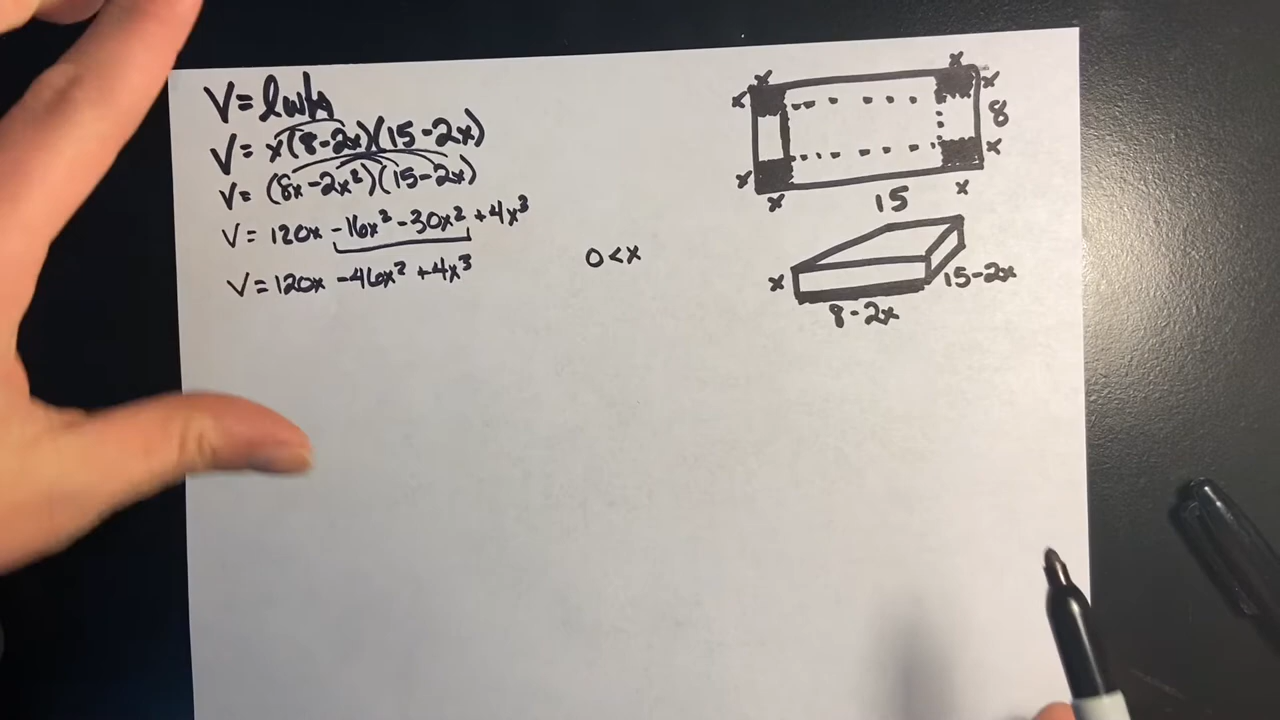 V = lwh
V = x(8-2x)(15-2x)
V = (8x-2x²)(15-2x)
V = 120x -16x² -30x² +4x³
V = 120x -46x² +4x³
0<x
x x
x x
8
x x
x x
15
x
15-2x
8-2x